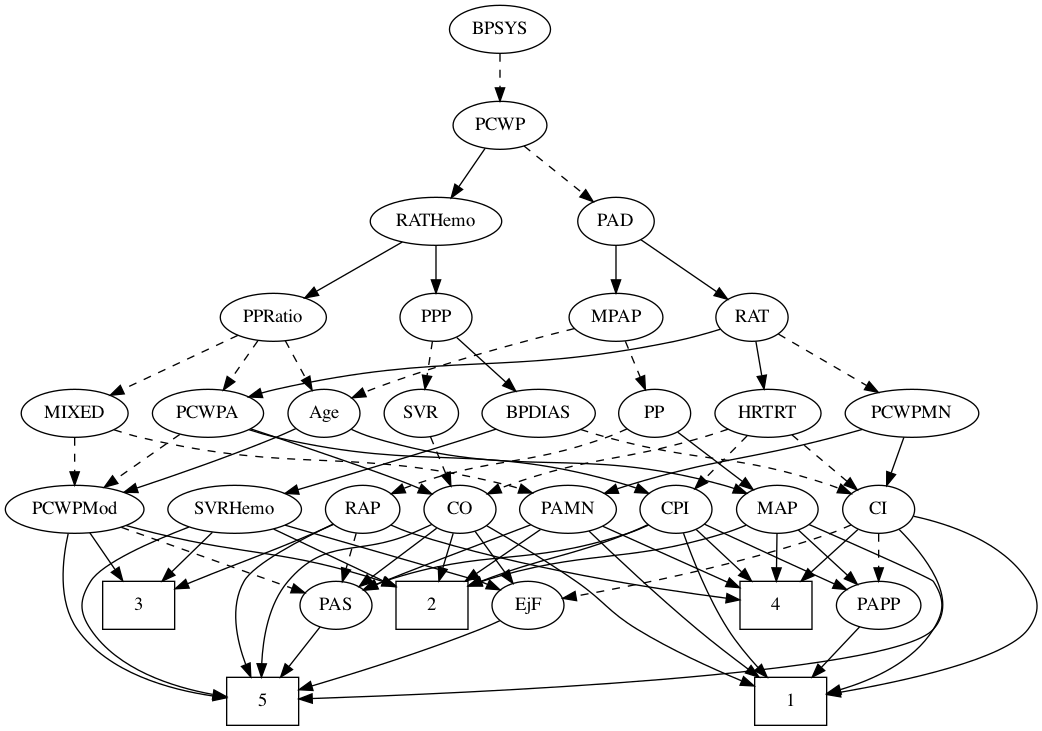 BPSYS
PCWP
RATHemo
PAD
PPRatio
PPP
MPAP
RAT
MIXED
PCWPA
Age
SVR
BPDIAS
PP
HRTRT
PCWPMN
PCWPMod
SVRHemo
RAP
CO
PAMN
CPI
MAP
CI
3
PAS
2
EjF
4
PAPP
5
1